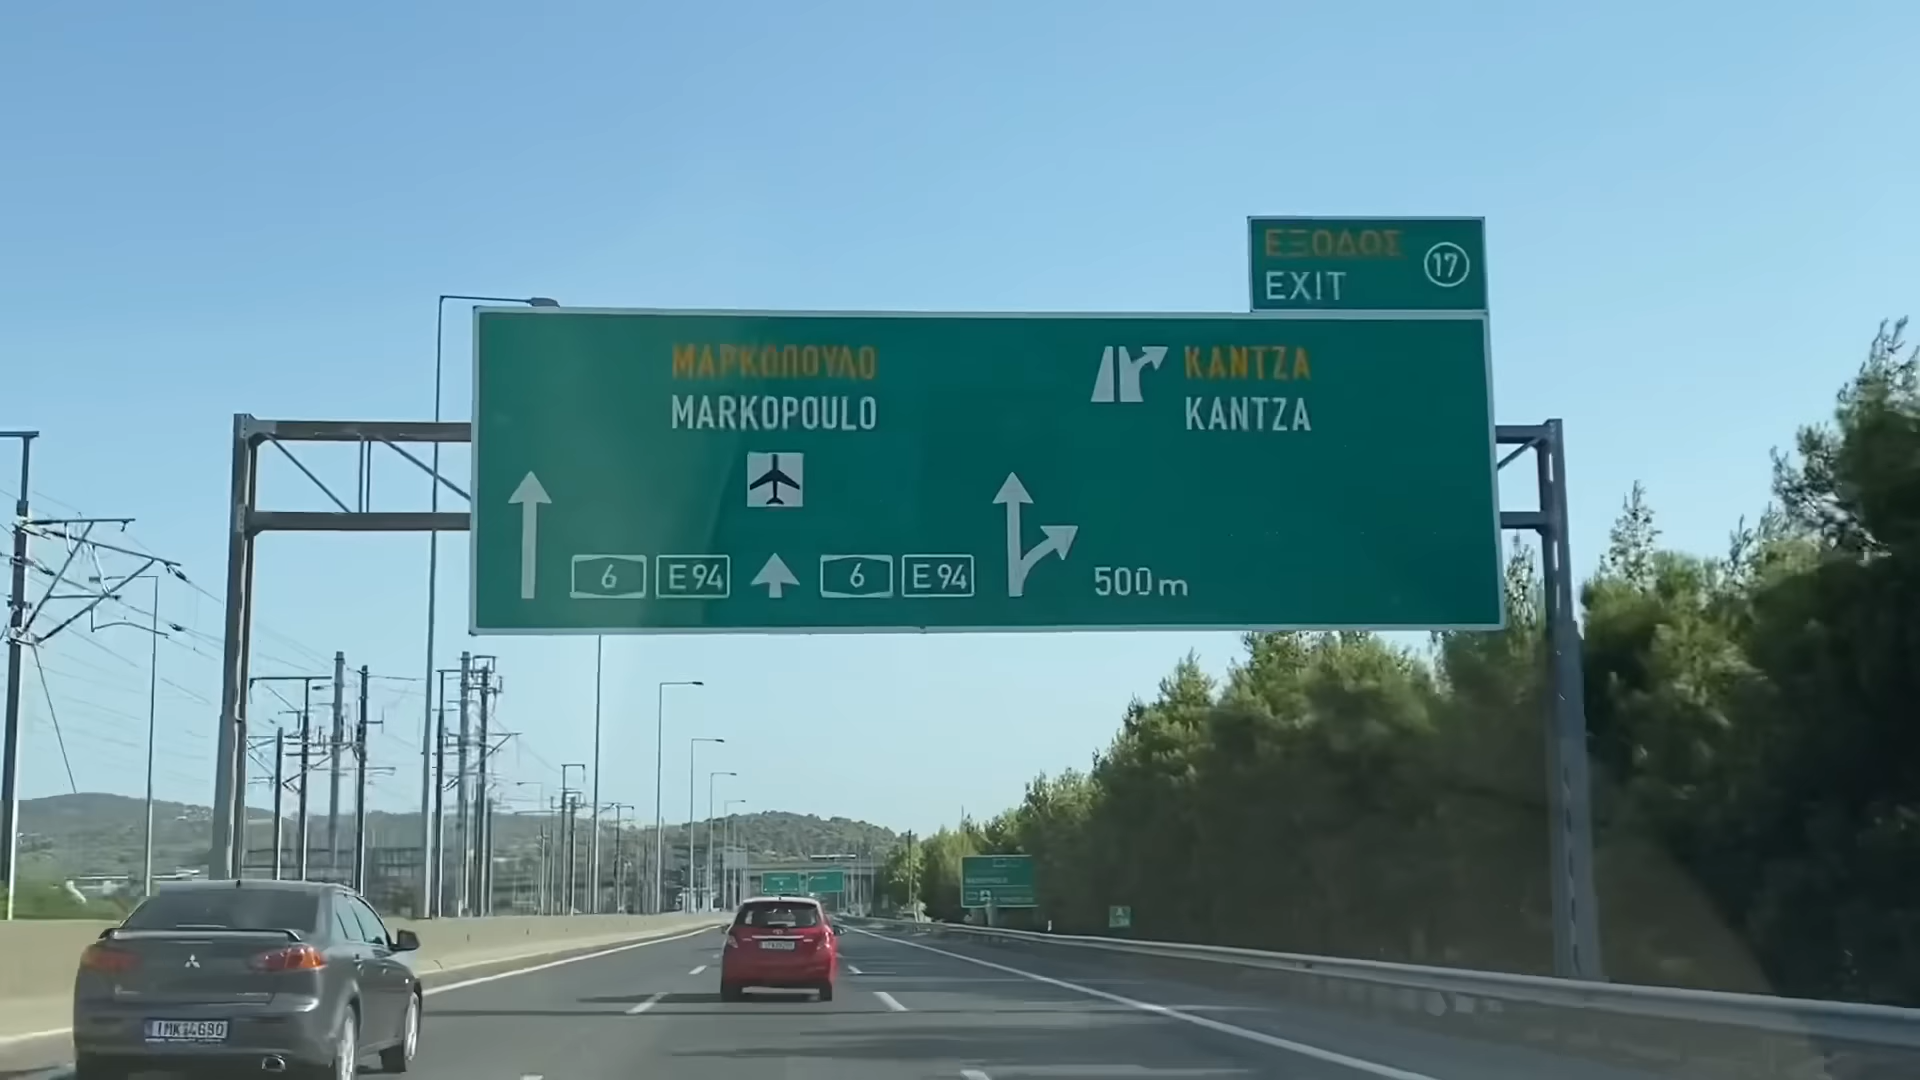 ΕΞΟΔΟΣ
EXIT 17
ΜΑΡΚΟΠΟΥΛΟ
MARKOPOULO
ΚΑΝΤΖΑ
KANTZA
6 E94 6 E94
500m